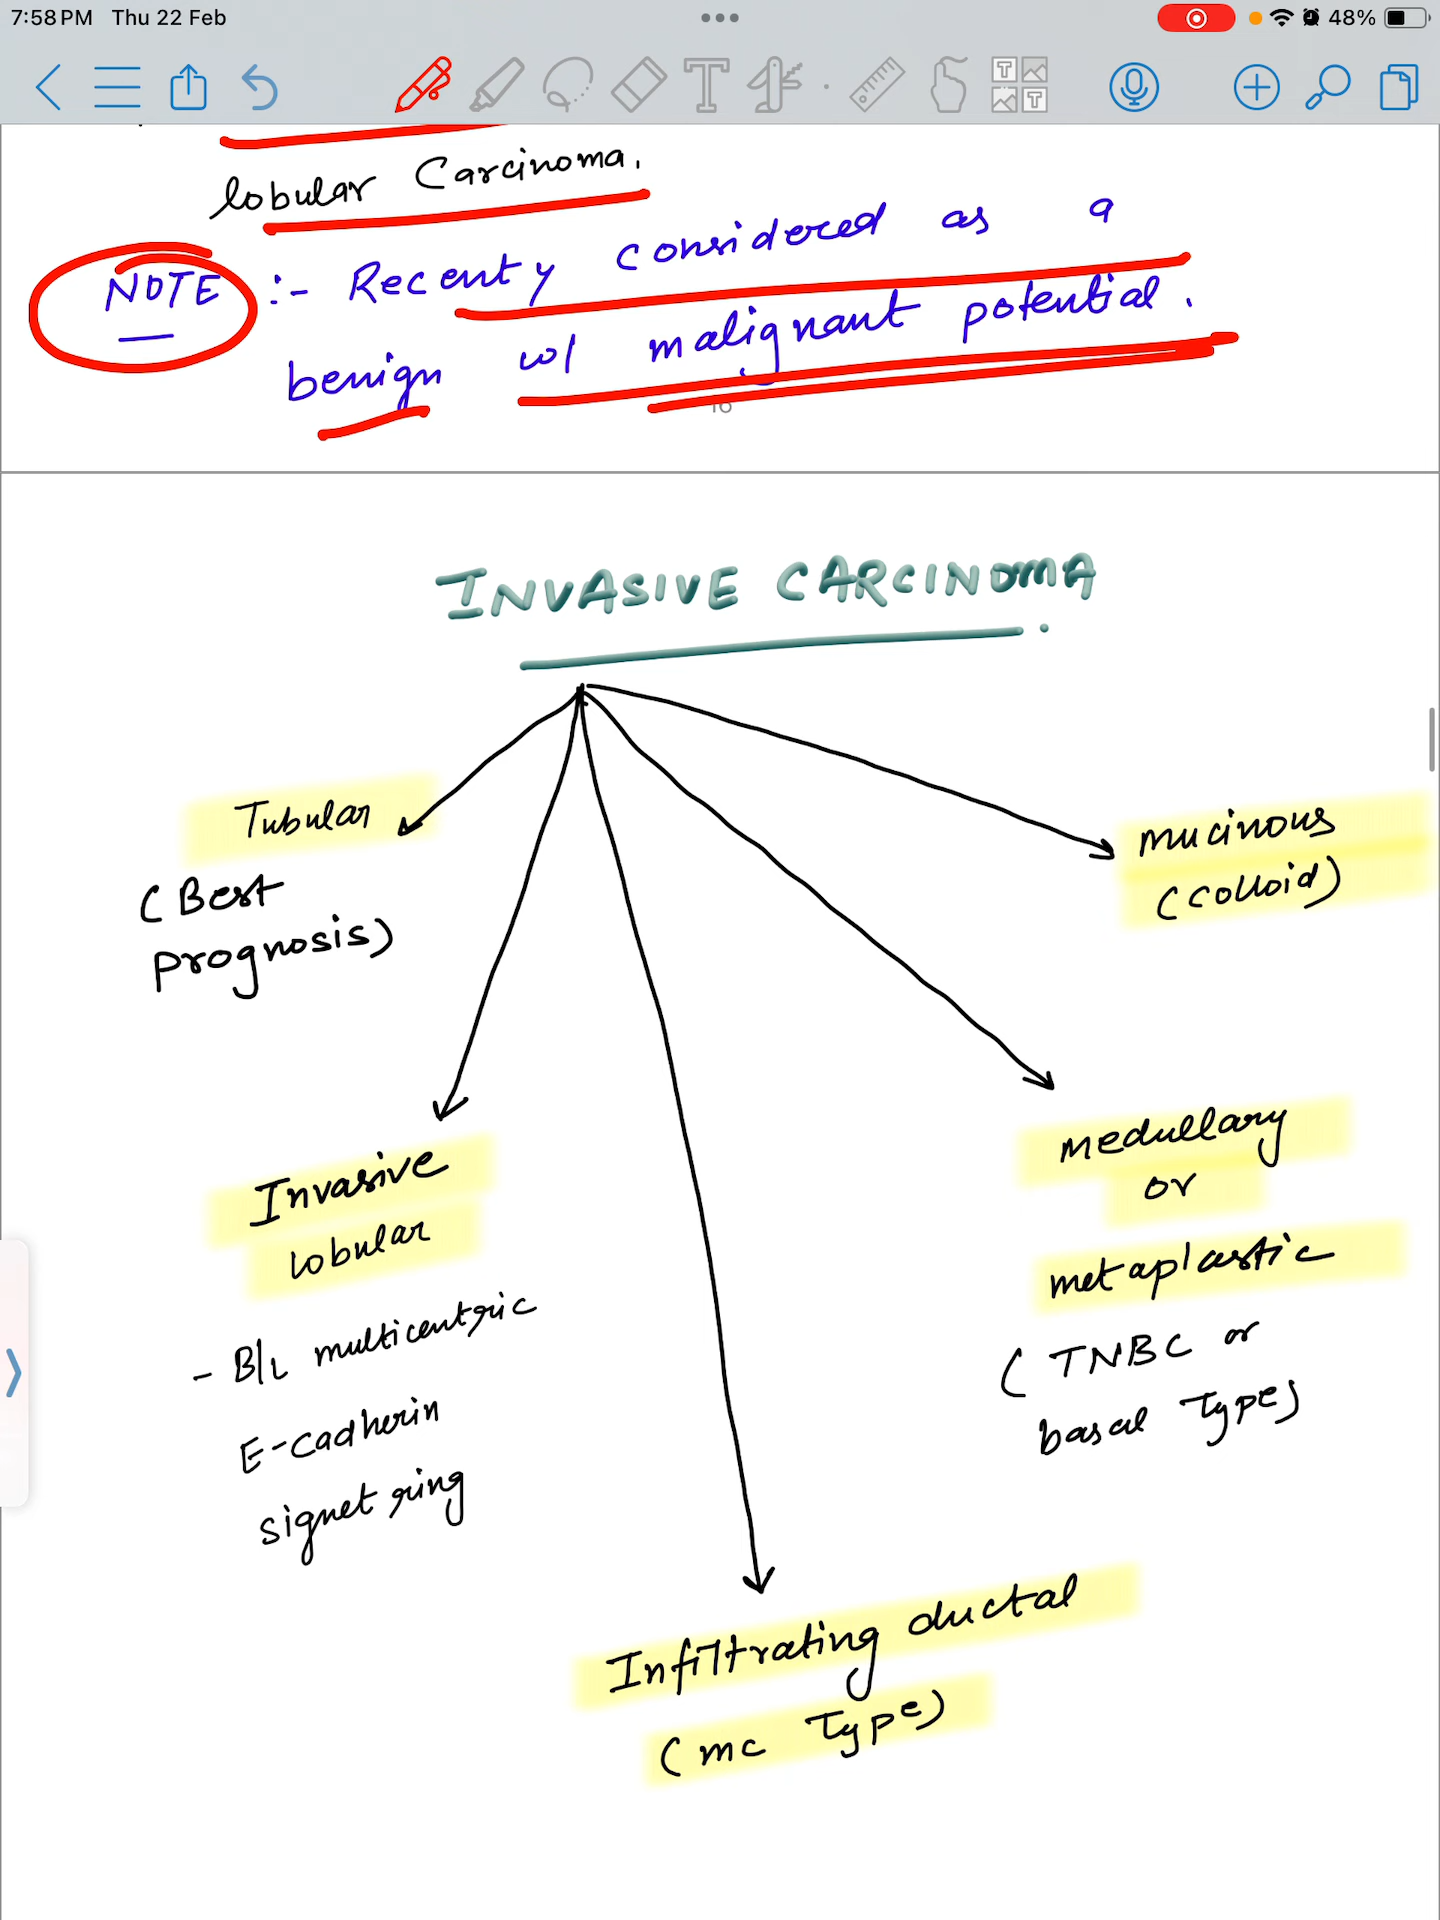 7:58 PM Thu 22 Feb
48%
lobular Carcinoma.
NOTE :- Recenty considered as a
benign w/ malignant potential.
16
INVASIVE CARCINOMA
Tubular
(Best
Prognosis)
mucinous
(colloid)
Invasive
lobular
- B/L multicentric
E-cadherin
signet ring
medullary
or
metaplastic
(TNBC or
basal Type)
Infiltrating ductal
(mc Type)